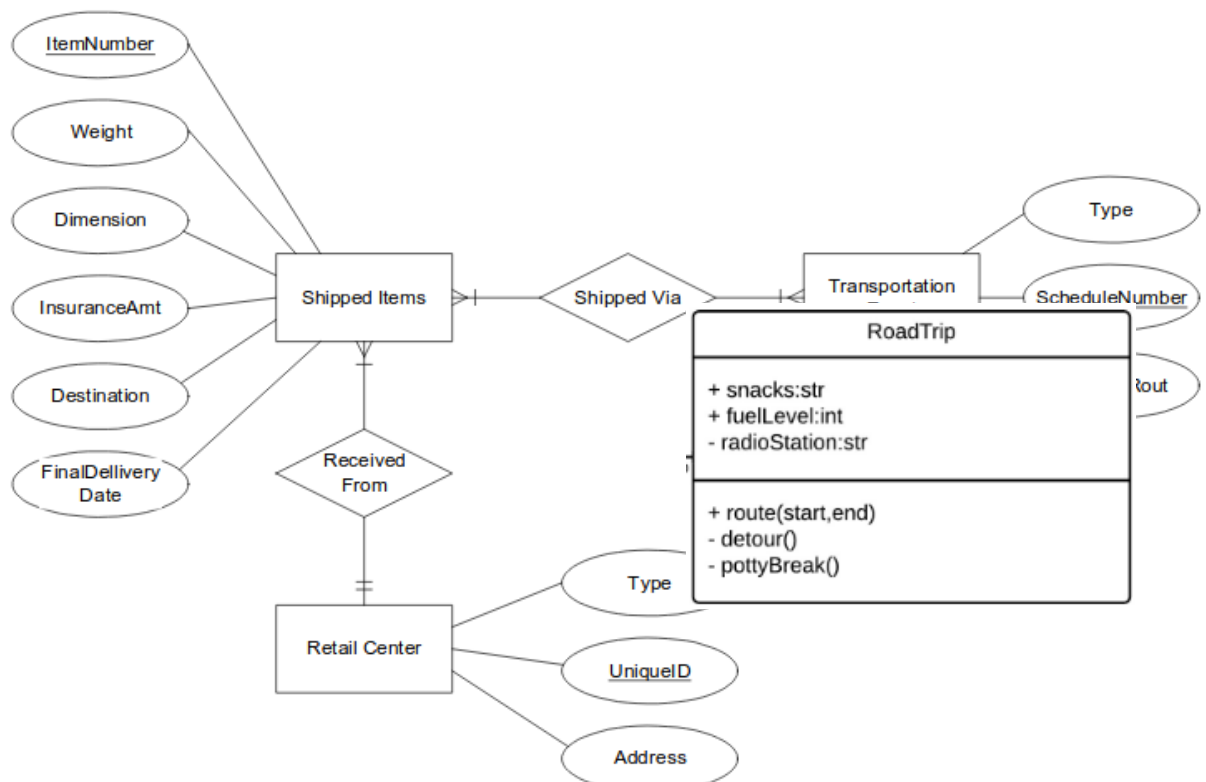 ItemNumber
Weight
Dimension
InsuranceAmt
Destination
FinalDellivery
Date
Shipped Items
Shipped Via
Transportation
Type
ScheduleNumber
Received
From
Retail Center
Type
UniqueID
Address
RoadTrip
+ snacks:str
+ fuelLevel:int
- radioStation:str
+ route(start,end)
- detour()
- pottyBreak()